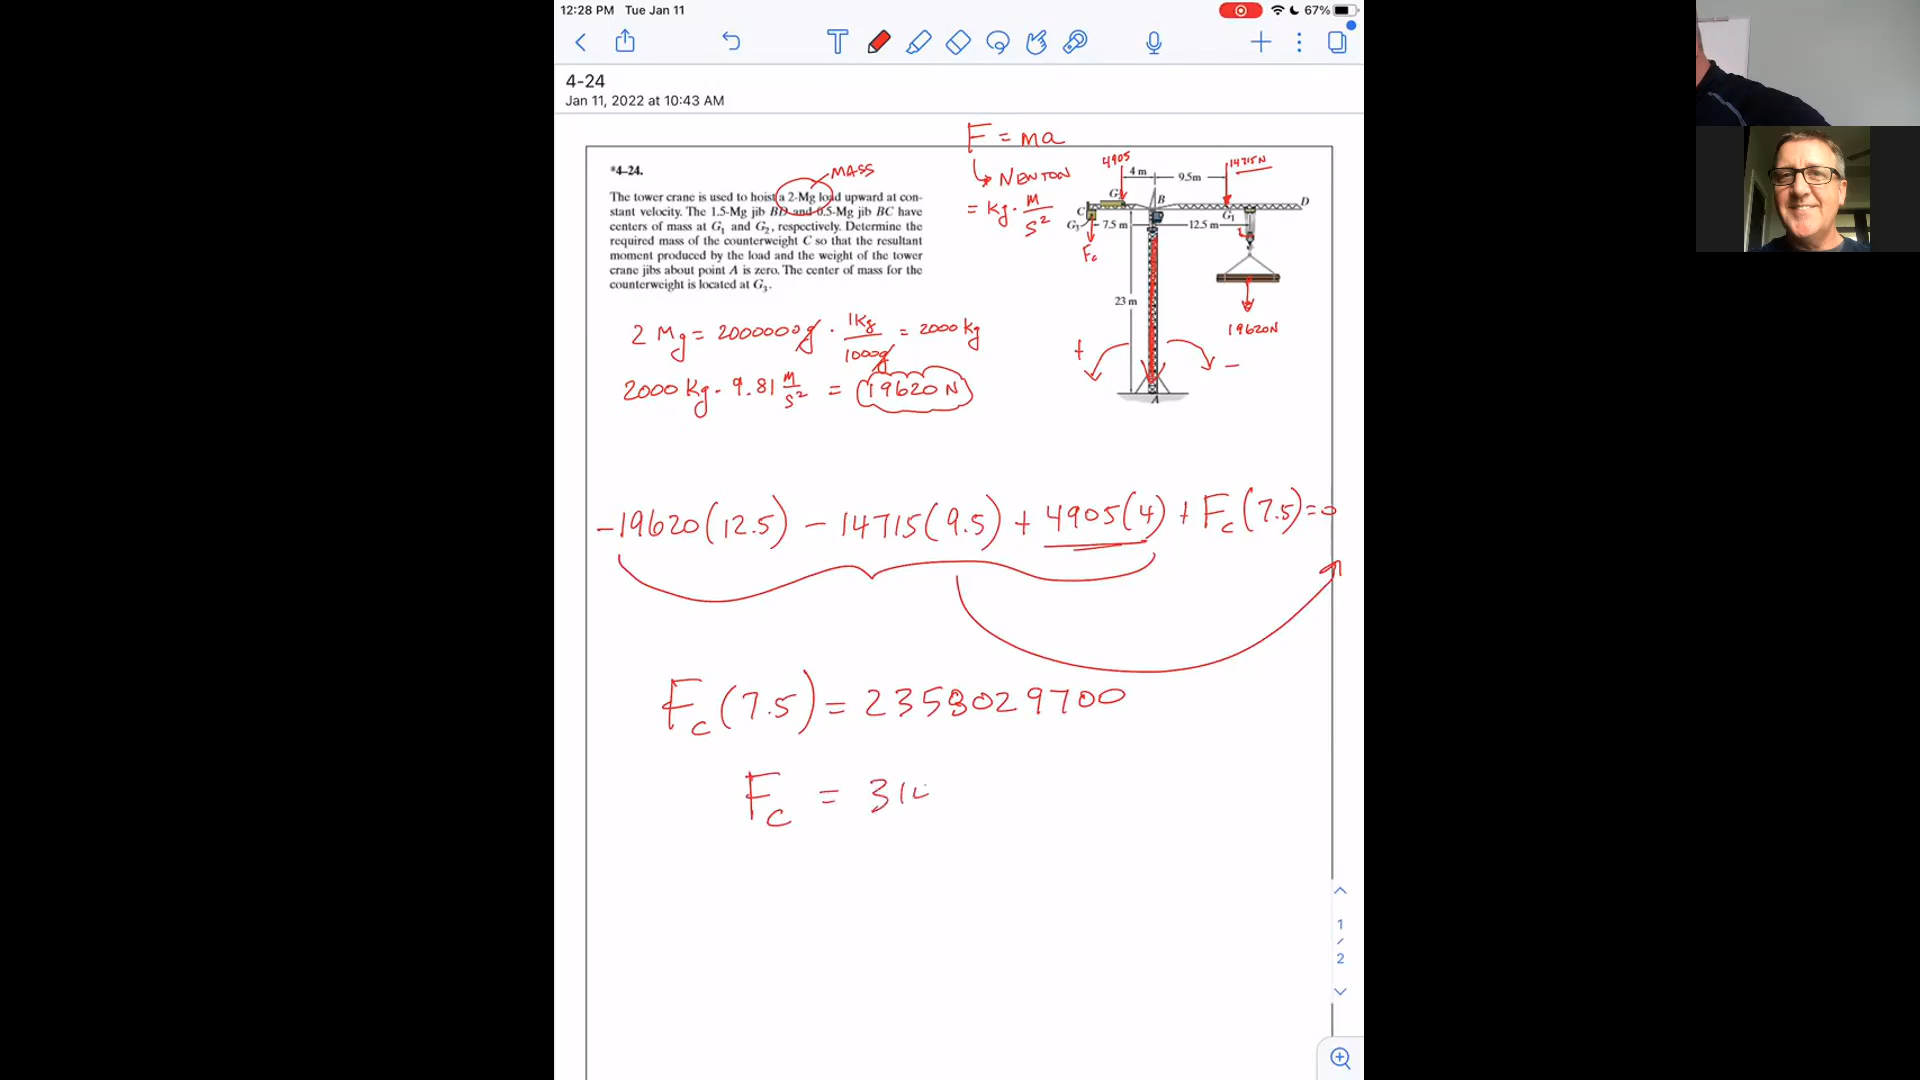 12:28 PM Tue Jan 11
67%
4-24
Jan 11, 2022 at 10:43 AM
F = ma
NEWTON
= Kg · M/S²
*4–24.
MASS
The tower crane is used to hoist a 2-Mg load upward at con-
stant velocity. The 1.5-Mg jib BD and 0.5-Mg jib BC have
centers of mass at G₁ and G₂, respectively. Determine the
required mass of the counterweight C so that the resultant
moment produced by the load and the weight of the tower
crane jibs about point A is zero. The center of mass for the
counterweight is located at G₃.
4905
14715N
4 m
9.5m
G
B
D
C
G₃
7.5 m
G₁
12.5 m
Fc
23 m
19620N
+
−
A
2 Mg = 2000000g · 1Kg/1000g = 2000 kg
2000 Kg · 9.81 M/S² = 19620 N
-19620(12.5) - 14715(9.5) + 4905(4) + Fc(7.5)=0
Fc(7.5) = 2358029700
Fc = 31
1
/
2